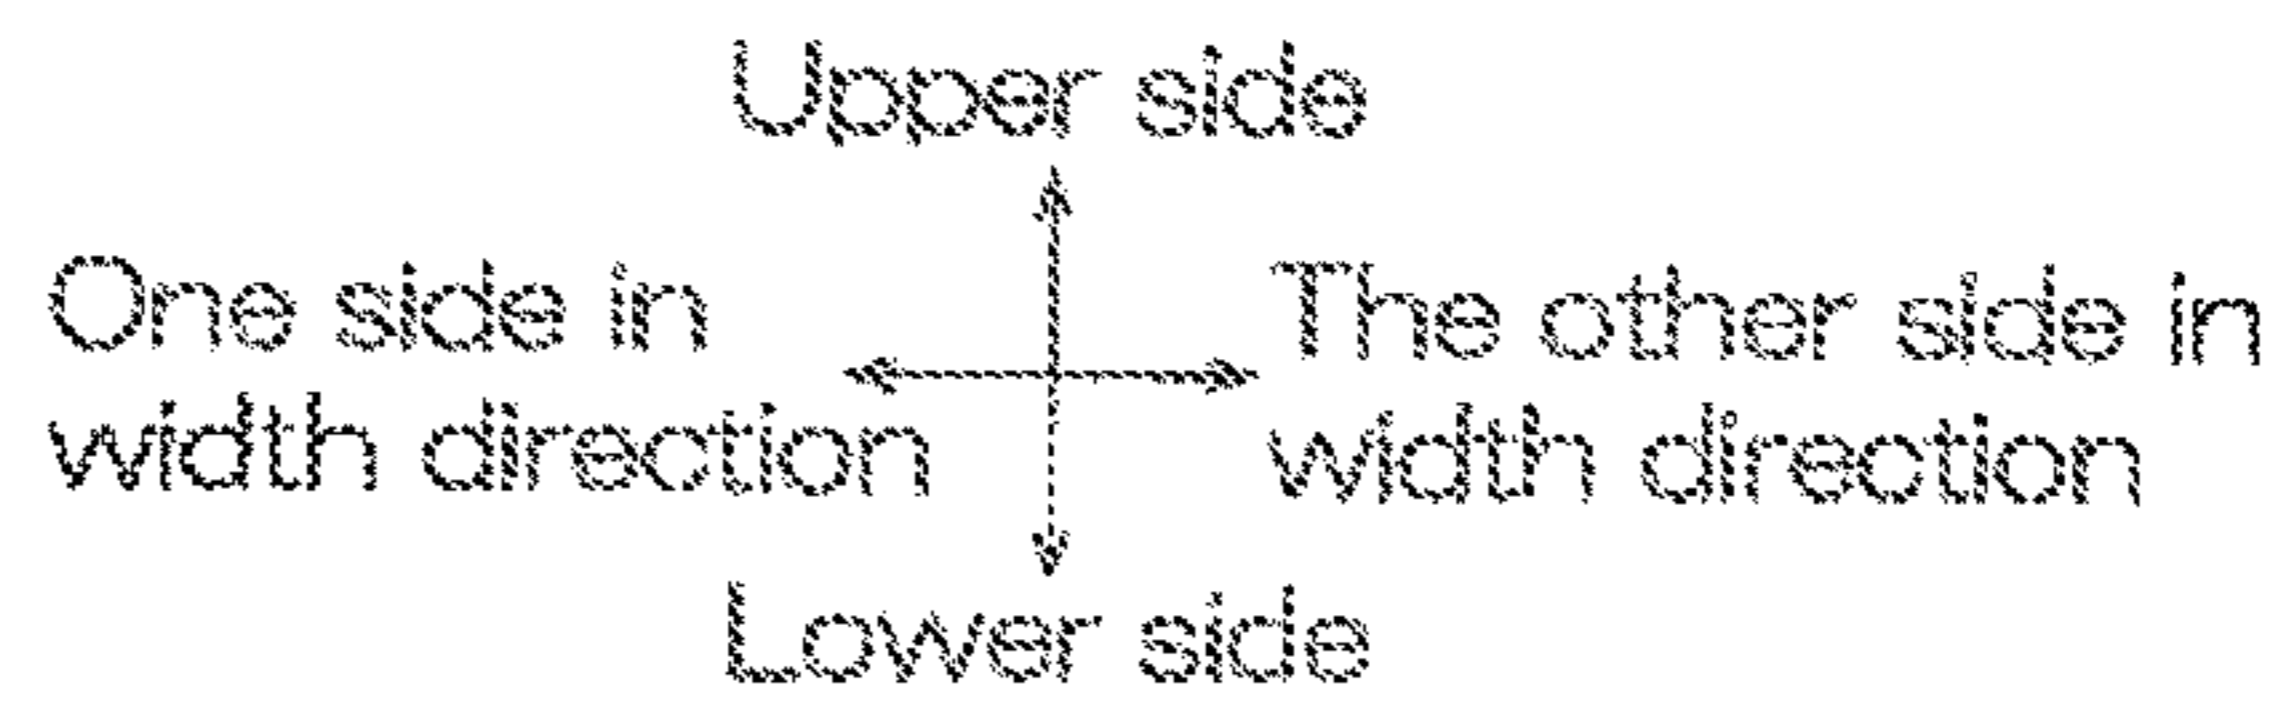 Upper side
One side in
width direction
The other side in
width direction
Lower side